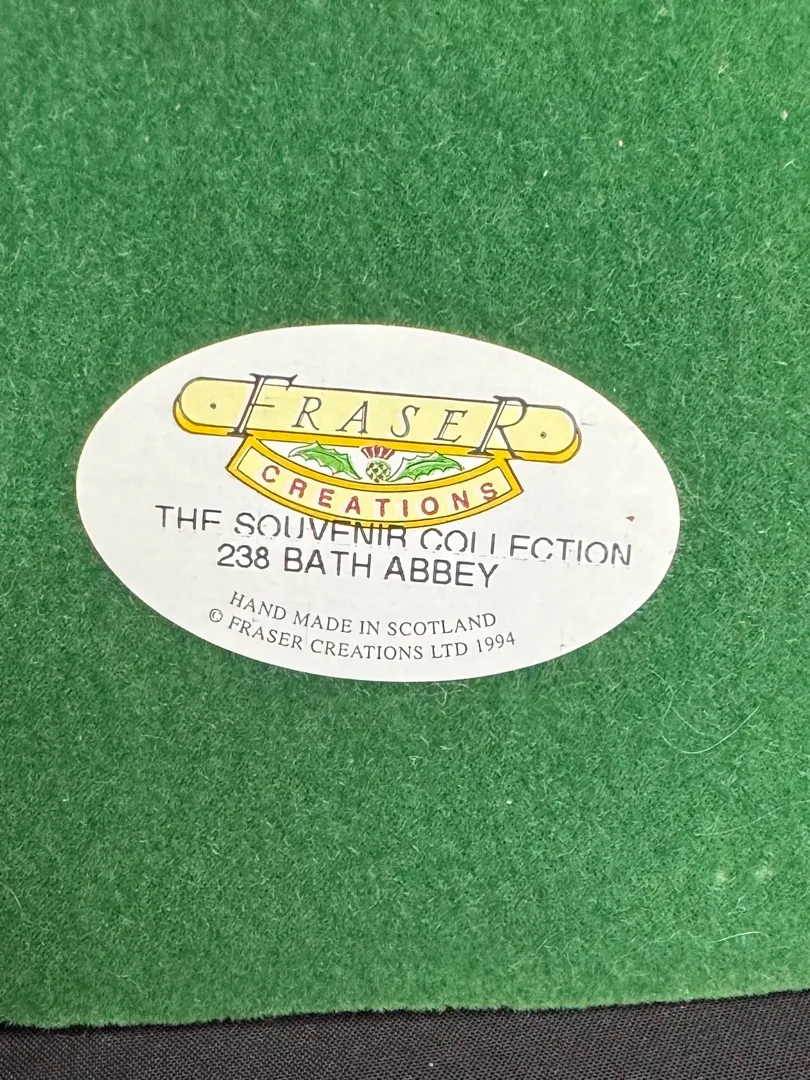 FRASER
CREATIONS
THE SOUVENIR COLLECTION
238 BATH ABBEY
HAND MADE IN SCOTLAND
© FRASER CREATIONS LTD 1994